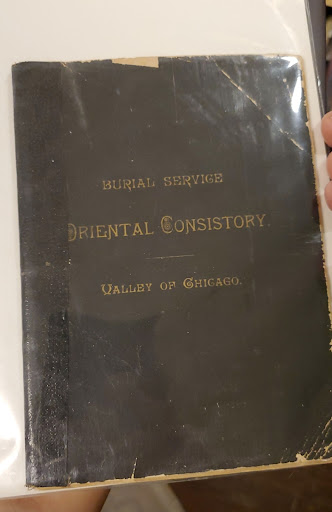 BURIAL SERVICE
ORIENTAL CONSISTORY.
VALLEY OF CHICAGO.